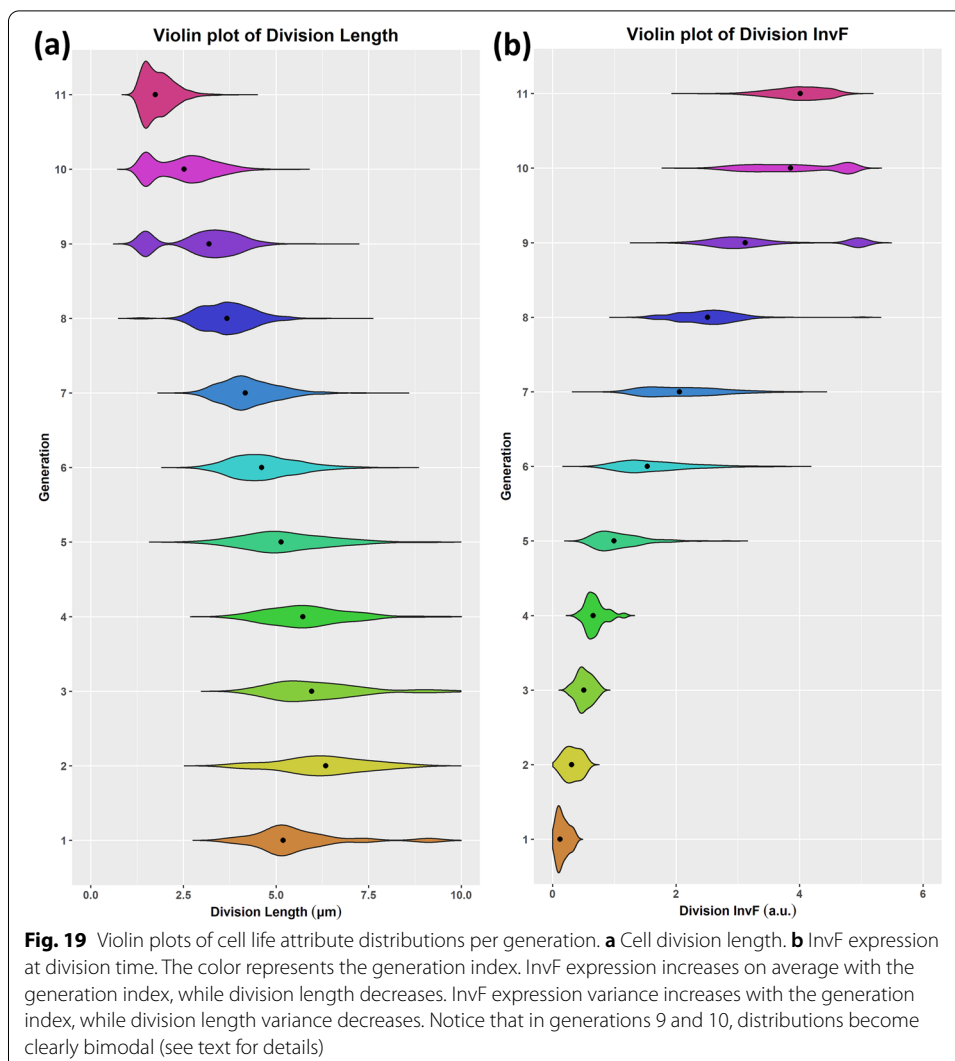 (a)
Violin plot of Division Length
11
10
9
8
7
6
5
4
3
2
1
Generation
0.0 2.5 5.0 7.5 10.0
Division Length (µm)
(b)
Violin plot of Division InvF
11
10
9
8
7
6
5
4
3
2
1
Generation
0 2 4 6
Division InvF (a.u.)
Fig. 19 Violin plots of cell life attribute distributions per generation. a Cell division length. b InvF expression
at division time. The color represents the generation index. InvF expression increases on average with the
generation index, while division length decreases. InvF expression variance increases with the generation
index, while division length variance decreases. Notice that in generations 9 and 10, distributions become
clearly bimodal (see text for details)